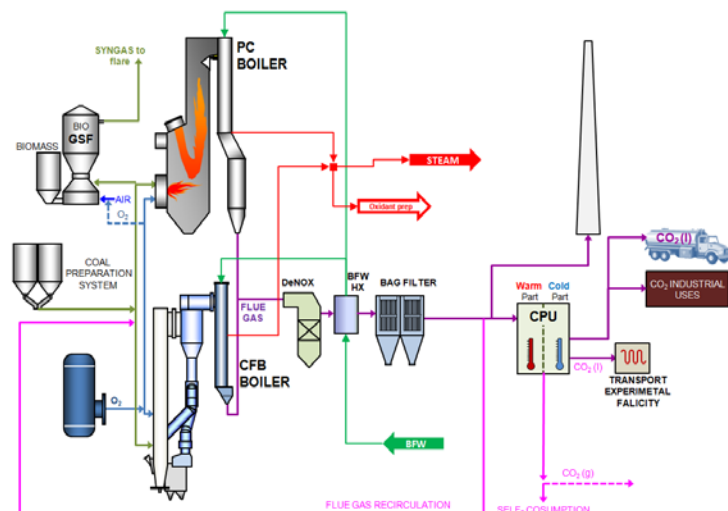 PC
BOILER
SYNGAS to
flare
BIO
GSF
BIOMASS
AIR
O₂
STEAM
Oxidant prep
COAL
PREPARATION
SYSTEM
DeNOX
BFW
HX
BAG FILTER
FLUE
GAS
CFB
BOILER
O₂
Warm Cold
Part Part
CPU
CO₂(l)
CO₂ INDUSTRIAL
USES
CO₂ (l)
TRANSPORT
EXPERIMETAL
FALICITY
BFW
CO₂(g)
FLUE GAS RECIRCULATION
SELF- COSUMPTION